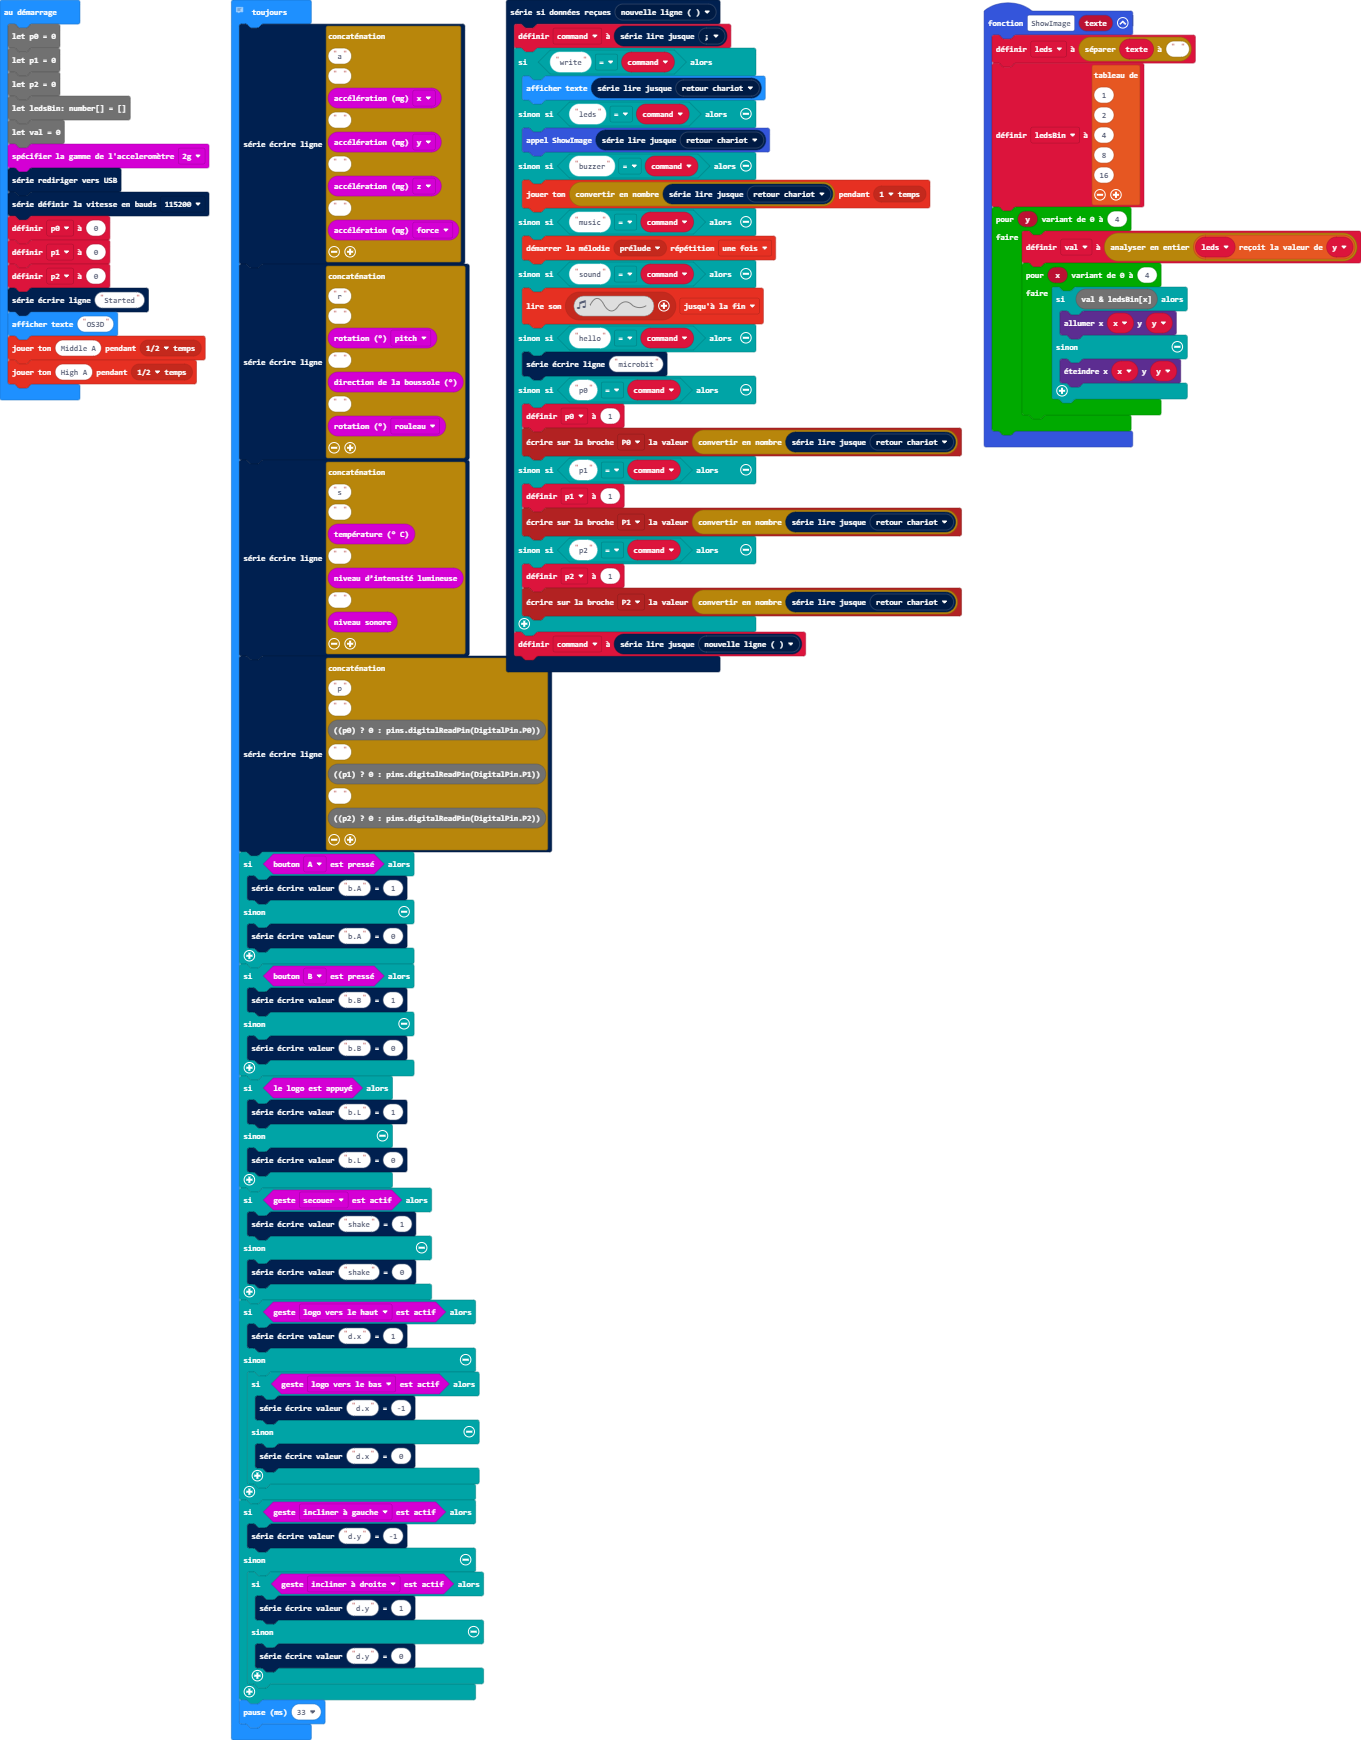 au démarrage
let p0 = 0
let p1 = 0
let p2 = 0
let ledsBin: number[] = []
let val = 0
spécifier la gamme de l'acceleromètre 2g
série rediriger vers USB
série définir la vitesse en bauds 115200
définir p0 à 0
définir p1 à 0
définir p2 à 0
série écrire ligne "Started"
afficher texte "OS3D"
jouer ton Middle A pendant 1/2 temps
jouer ton High A pendant 1/2 temps
toujours
série écrire ligne
concaténation
"a"
" "
accélération (mg) x
" "
accélération (mg) y
" "
accélération (mg) z
" "
accélération (mg) force
série écrire ligne
concaténation
"r"
" "
rotation (°) pitch
" "
direction de la boussole (°)
" "
rotation (°) rouleau
série écrire ligne
concaténation
"s"
" "
température (° C)
" "
niveau d'intensité lumineuse
" "
niveau sonore
série écrire ligne
concaténation
"p"
" "
((p0) ? 0 : pins.digitalReadPin(DigitalPin.P0))
" "
((p1) ? 0 : pins.digitalReadPin(DigitalPin.P1))
" "
((p2) ? 0 : pins.digitalReadPin(DigitalPin.P2))
si bouton A est pressé alors
série écrire valeur "b.A" = 1
sinon
série écrire valeur "b.A" = 0
si bouton B est pressé alors
série écrire valeur "b.B" = 1
sinon
série écrire valeur "b.B" = 0
si le logo est appuyé alors
série écrire valeur "b.L" = 1
sinon
série écrire valeur "b.L" = 0
si geste secouer est actif alors
série écrire valeur "shake" = 1
sinon
série écrire valeur "shake" = 0
si geste logo vers le haut est actif alors
série écrire valeur "d.x" = 1
sinon
si geste logo vers le bas est actif alors
série écrire valeur "d.x" = -1
sinon
série écrire valeur "d.x" = 0
si geste incliner à gauche est actif alors
série écrire valeur "d.y" = -1
sinon
si geste incliner à droite est actif alors
série écrire valeur "d.y" = 1
sinon
série écrire valeur "d.y" = 0
pause (ms) 33
série si données reçues nouvelle ligne ( )
définir command à série lire jusque ;
si "write" = command alors
afficher texte série lire jusque retour chariot
sinon si "leds" = command alors
appel ShowImage série lire jusque retour chariot
sinon si "buzzer" = command alors
jouer ton convertir en nombre série lire jusque retour chariot pendant 1 temps
sinon si "music" = command alors
démarrer la mélodie prélude répétition une fois
sinon si "sound" = command alors
lire son jusqu'à la fin
sinon si "hello" = command alors
série écrire ligne "microbit"
sinon si "p0" = command alors
définir p0 à 1
écrire sur la broche P0 la valeur convertir en nombre série lire jusque retour chariot
sinon si "p1" = command alors
définir p1 à 1
écrire sur la broche P1 la valeur convertir en nombre série lire jusque retour chariot
sinon si "p2" = command alors
définir p2 à 1
écrire sur la broche P2 la valeur convertir en nombre série lire jusque retour chariot
définir command à série lire jusque nouvelle ligne ( )
fonction ShowImage texte
définir leds à séparer texte à " "
définir ledsBin à
tableau de
1
2
4
8
16
pour y variant de 0 à 4
faire
définir val à analyser en entier leds reçoit la valeur de y
pour x variant de 0 à 4
faire
si val & ledsBin[x] alors
allumer x x y y
sinon
éteindre x x y y